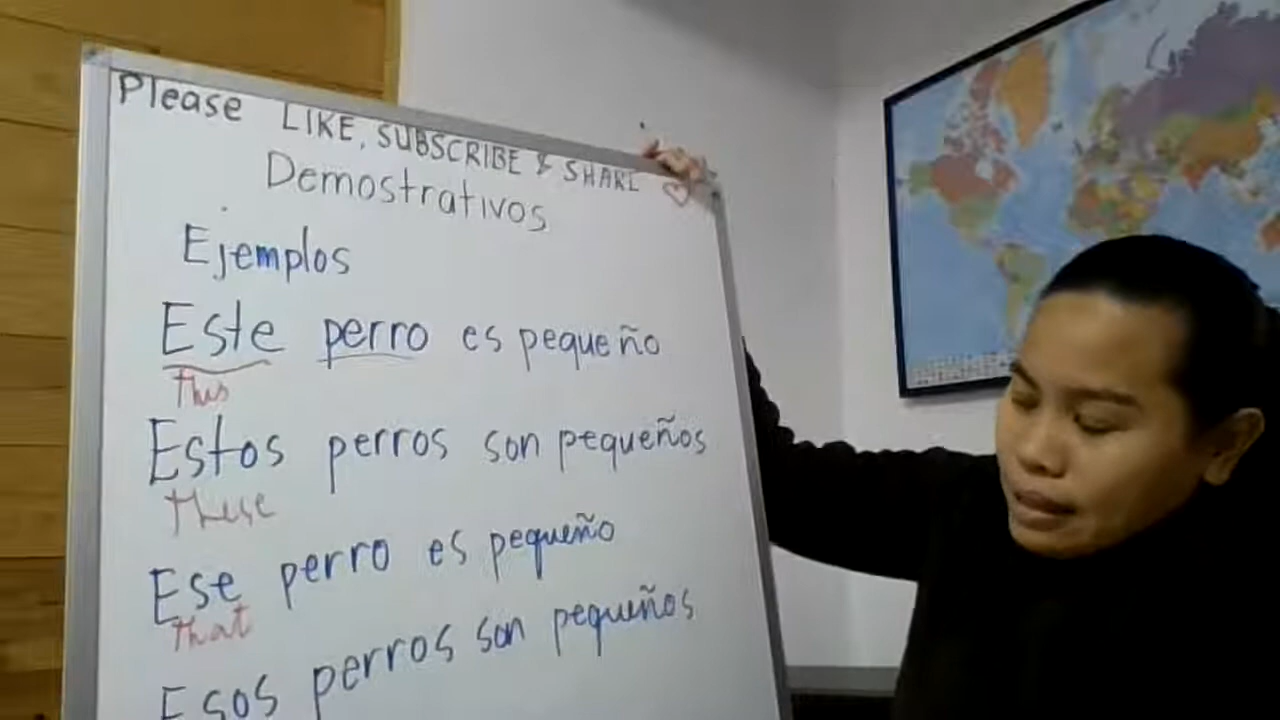 Please LIKE, SUBSCRIBE & SHARE
Demostrativos
Ejemplos
Este perro es pequeño
this
Estos perros son pequeños
these
Ese perro es pequeño
that
Esos perros son pequeños